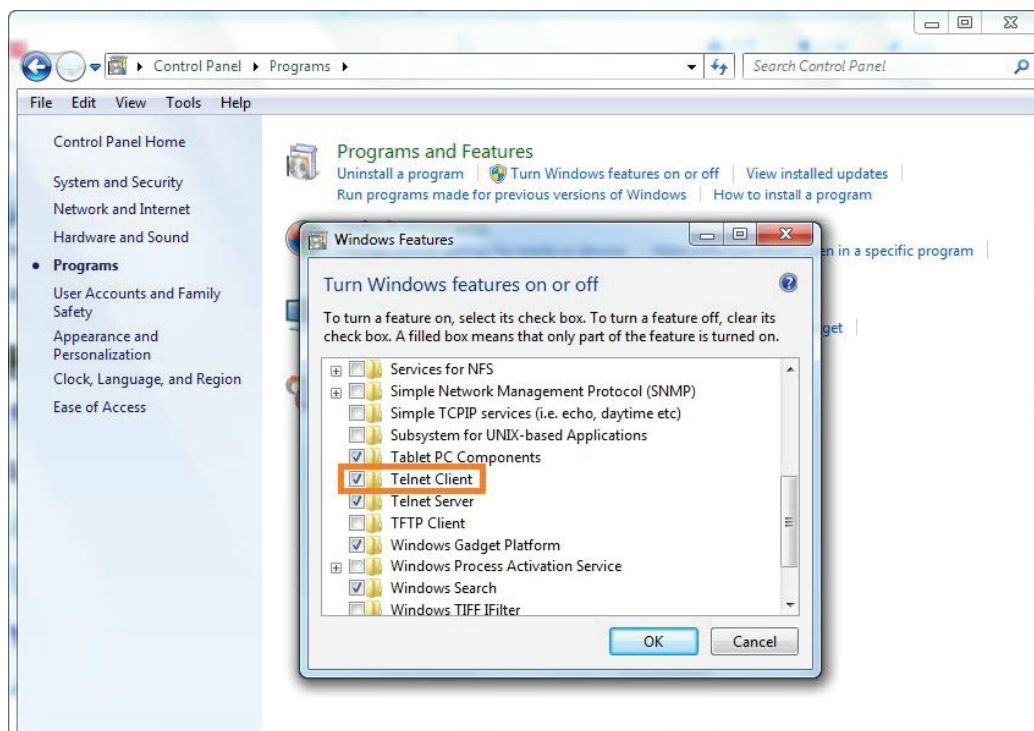 Control Panel Programs
Search Control Panel
File Edit View Tools Help
Control Panel Home
System and Security
Network and Internet
Hardware and Sound
Programs
User Accounts and Family
Safety
Appearance and
Personalization
Clock, Language, and Region
Ease of Access
Programs and Features
Uninstall a program Turn Windows features on or off View installed updates
Run programs made for previous versions of Windows How to install a program
en in a specific program
get
Windows Features
Turn Windows features on or off
To turn a feature on, select its check box. To turn a feature off, clear its
check box. A filled box means that only part of the feature is turned on.
Services for NFS
Simple Network Management Protocol (SNMP)
Simple TCPIP services (i.e. echo, daytime etc)
Subsystem for UNIX-based Applications
Tablet PC Components
Telnet Client
Telnet Server
TFTP Client
Windows Gadget Platform
Windows Process Activation Service
Windows Search
Windows TIFF IFilter
OK Cancel